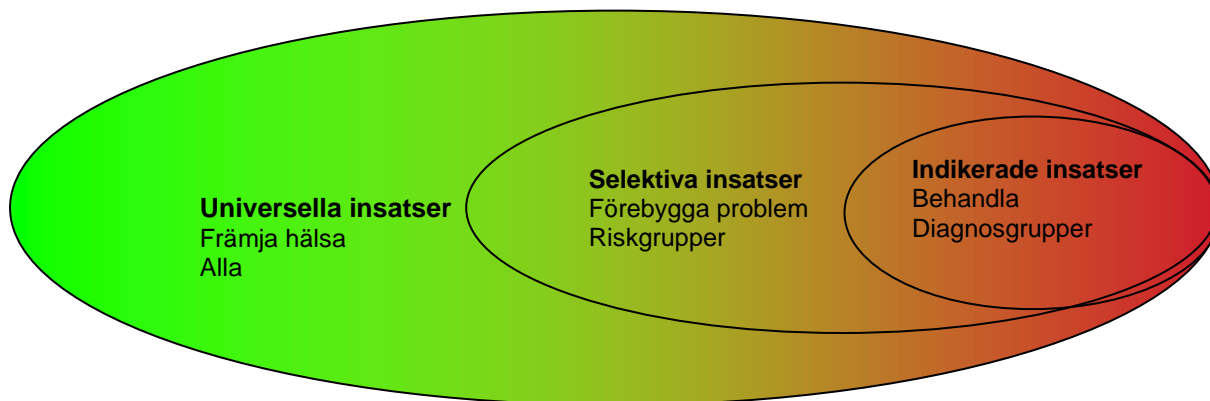 Universella insatser
Främja hälsa
Alla
Selektiva insatser
Förebygga problem
Riskgrupper
Indikerade insatser
Behandla
Diagnosgrupper